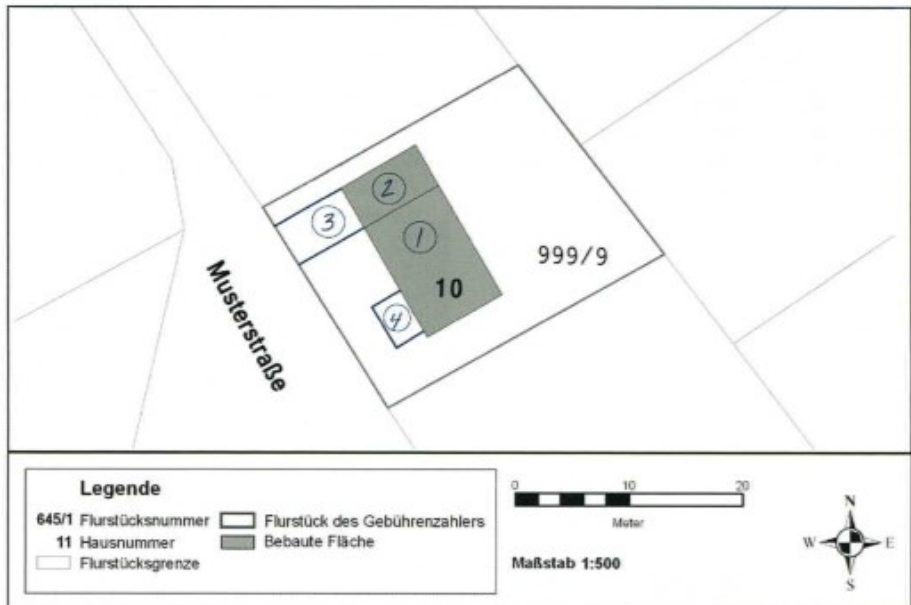 2
3
1
999/9
10
4
Musterstraße
Legende
645/1 Flurstücksnummer
Flurstück des Gebührenzahlers
11 Hausnummer
Bebaute Fläche
Flurstücksgrenze
0 10 20
Meter
Maßstab 1:500
N
W E
S